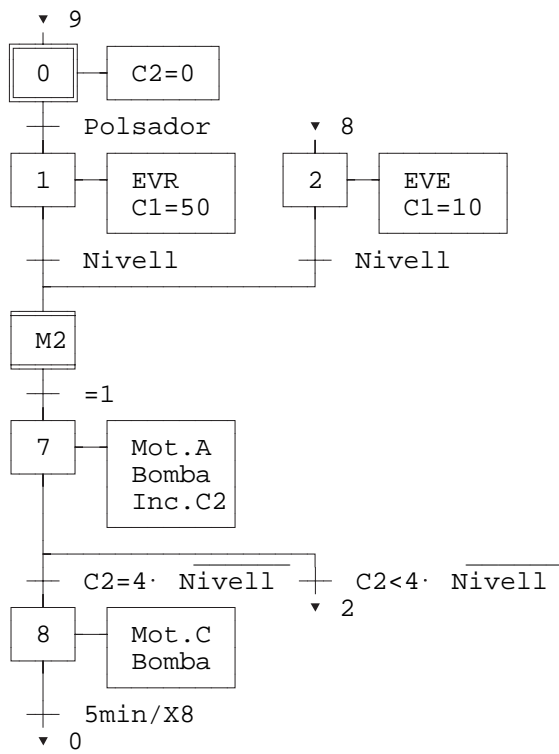 9
0
C2=0
Polsador
8
1
EVR
C1=50
2
EVE
C1=10
Nivell
Nivell
M2
=1
7
Mot.A
Bomba
Inc.C2
C2=4· Nivell
C2<4· Nivell
2
8
Mot.C
Bomba
5min/X8
0